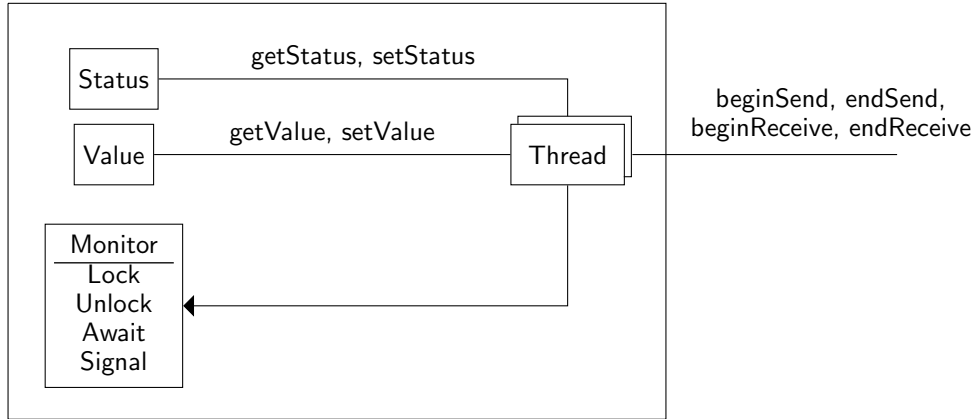 getStatus, setStatus
Status
beginSend, endSend,
beginReceive, endReceive
getValue, setValue
Value
Thread
Monitor
Lock
Unlock
Await
Signal